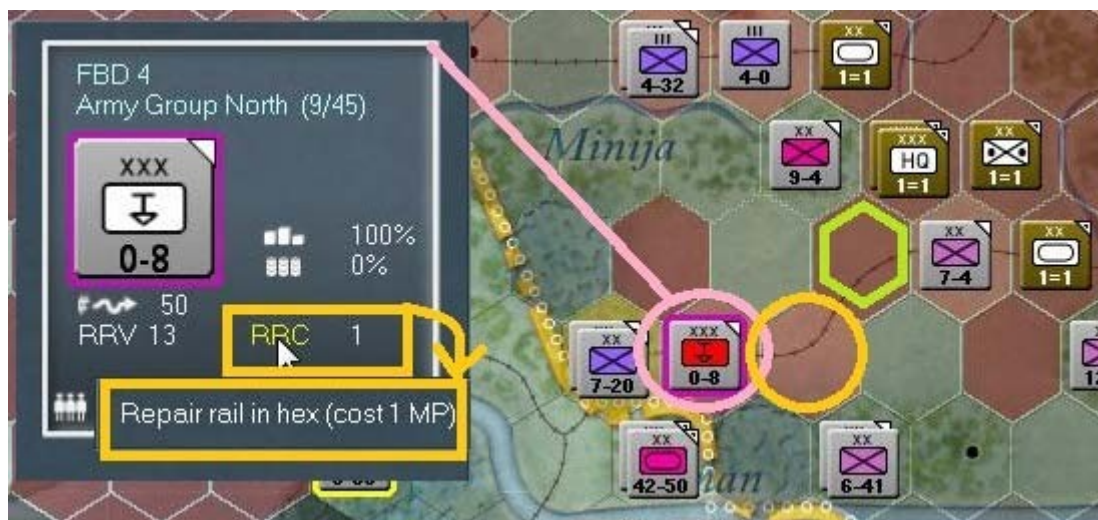 FBD 4
Army Group North (9/45)
XXX
0-8
100%
0%
50
RRV 13
RRC 1
Repair rail in hex (cost 1 MP)
III
4-32
III
4-0
XX
1=1
Minija
XX
9-4
XXX
HQ
1=1
XX
1=1
XX
7-4
XX
1=1
XX
7-20
XXX
0-8
XX
42-50
XX
6-41